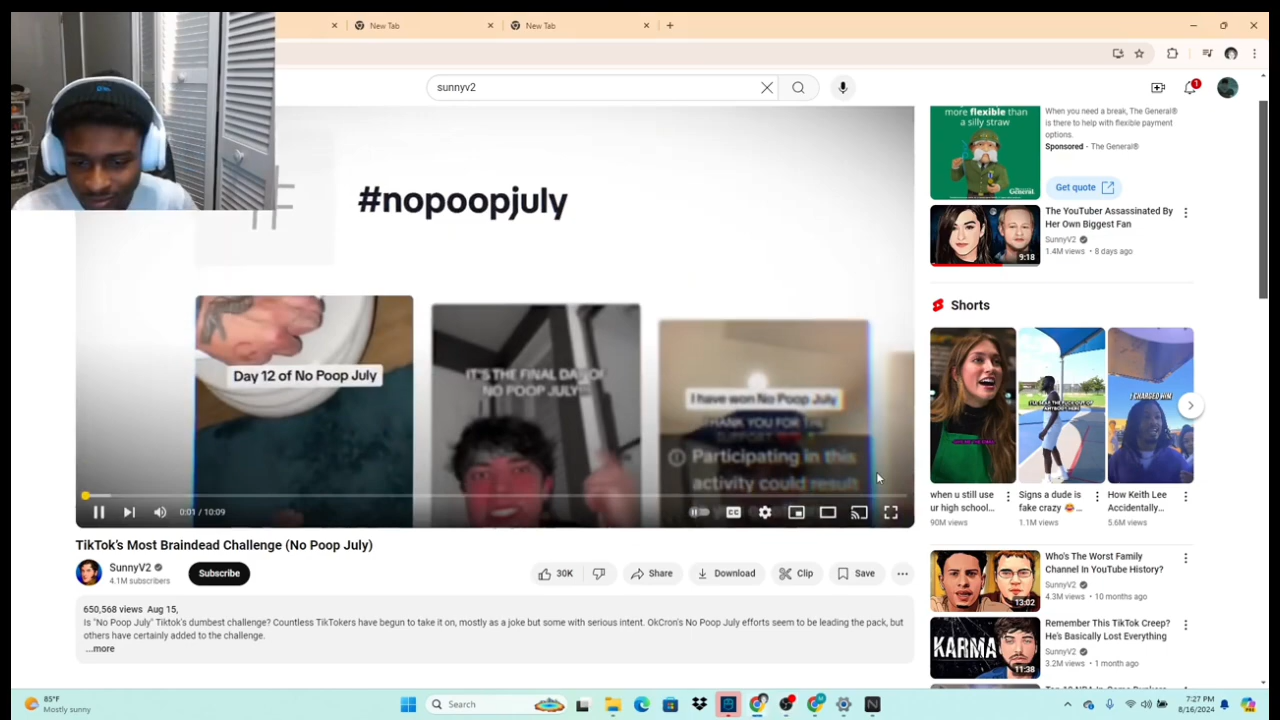 New Tab
New Tab
sunnyv2
1
#nopoopjuly
Day 12 of No Poop July
IT'S THE FINAL DAY OF
NO POOP JULY
I have won No Poop July
THANK YOU FOR THE
Participating in this
activity could result
0:01 / 10:09
CC
TikTok's Most Braindead Challenge (No Poop July)
SunnyV2
4.1M subscribers
Subscribe
30K
Share
Download
Clip
Save
650,568 views Aug 15,
Is "No Poop July" Tiktok's dumbest challenge? Countless TikTokers have begun to take it on, mostly as a joke but some with serious intent. OkCron's No Poop July efforts seem to be leading the pack, but
others have certainly added to the challenge.
...more
more flexible than
a silly straw
General
When you need a break, The General®
is there to help with flexible payment
options.
Sponsored · The General®
Get quote
9:18
The YouTuber Assassinated By
Her Own Biggest Fan
SunnyV2
1.4M views · 8 days ago
Shorts
I CHARGED HIM
when u still use
ur high school...
90M views
Signs a dude is
fake crazy 🤣...
1.1M views
How Keith Lee
Accidentally...
5.6M views
13:02
Who's The Worst Family
Channel In YouTube History?
SunnyV2
4.3M views · 10 months ago
KARMA
11:38
Remember This TikTok Creep?
He's Basically Lost Everything
SunnyV2
3.2M views · 1 month ago
85°F
Mostly sunny
Search
7:27 PM
8/16/2024